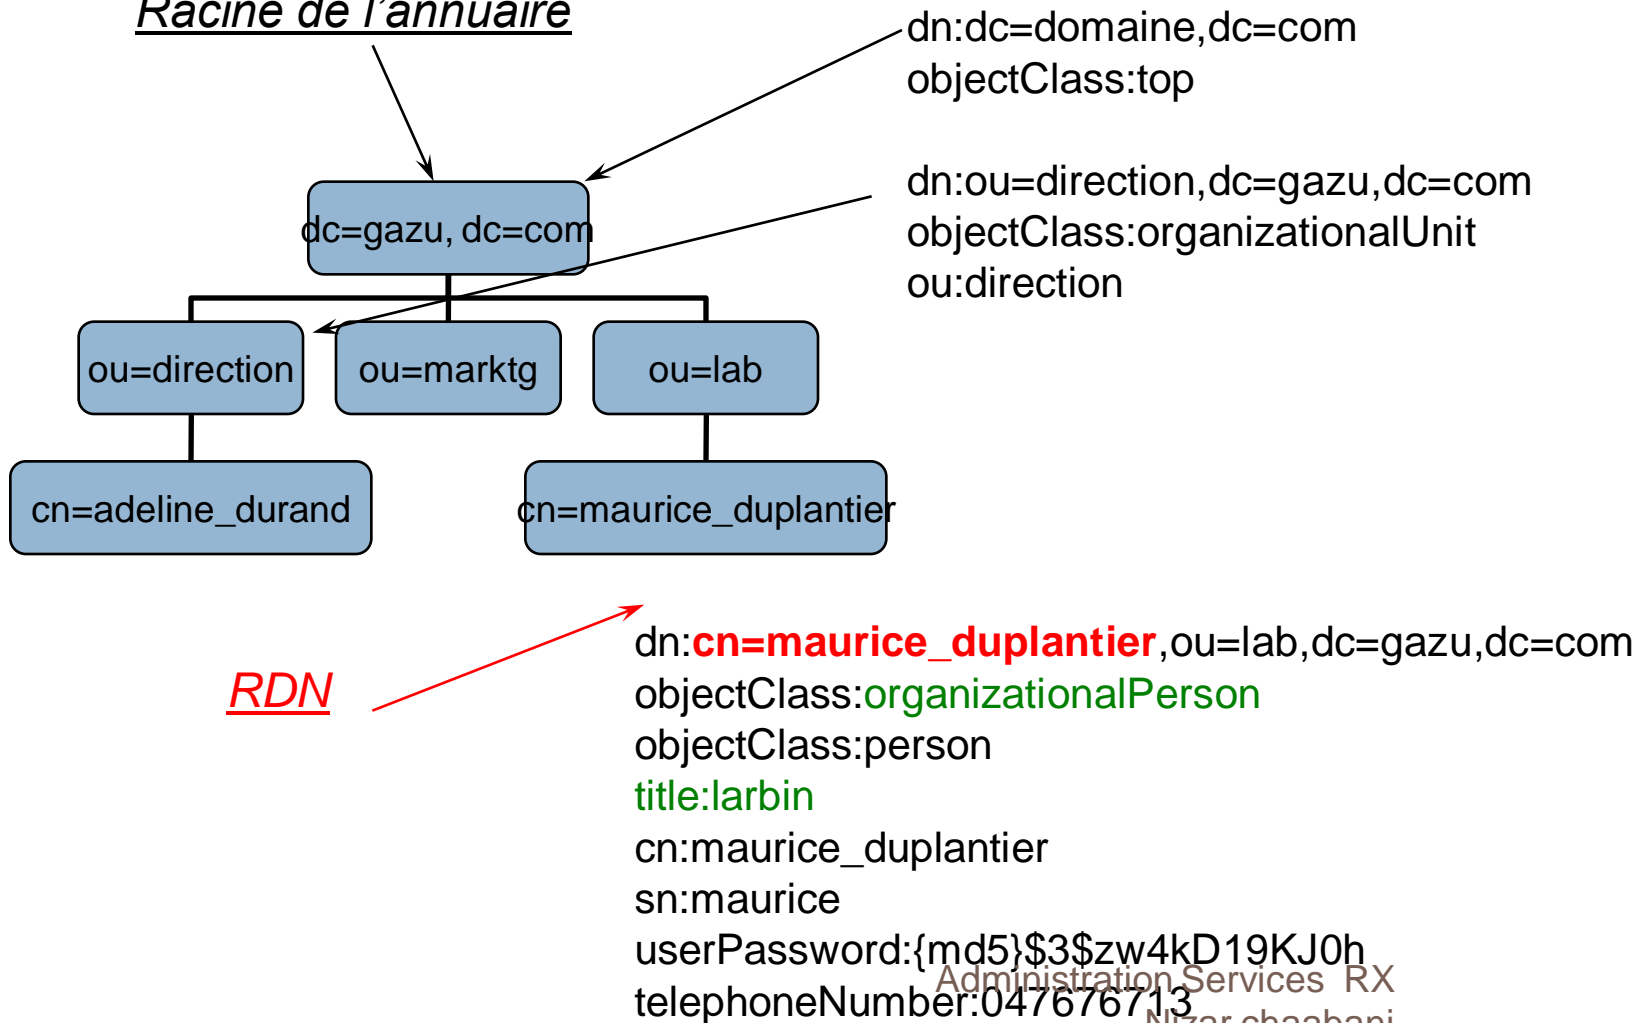 Racine de l'annuaire
dn:dc=domaine,dc=com
objectClass:top
dn:ou=direction,dc=gazu,dc=com
objectClass:organizationalUnit
ou:direction
dc=gazu, dc=com
ou=direction
ou=marktg
ou=lab
cn=adeline_durand
cn=maurice_duplantier
RDN
dn:cn=maurice_duplantier,ou=lab,dc=gazu,dc=com
objectClass:organizationalPerson
objectClass:person
title:larbin
cn:maurice_duplantier
sn:maurice
userPassword:{md5}$3$zw4kD19KJ0h
telephoneNumber:047676713
Administration Services RX
Nizar chaabani